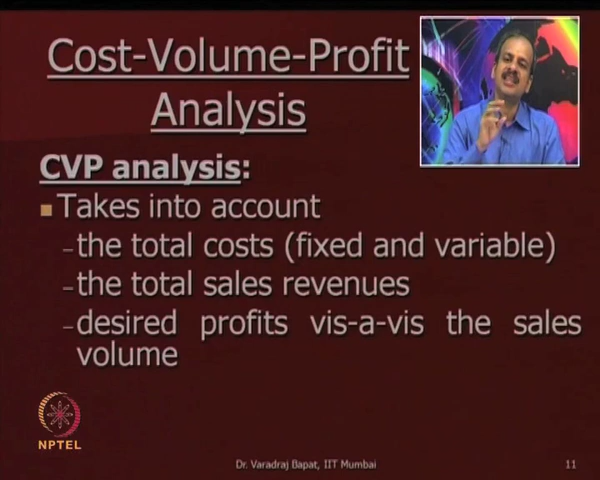 Cost-Volume-Profit
Analysis
CVP analysis:
Takes into account
–the total costs (fixed and variable)
–the total sales revenues
–desired profits vis-a-vis the sales
volume
NPTEL
Dr. Varadraj Bapat, IIT Mumbai
11